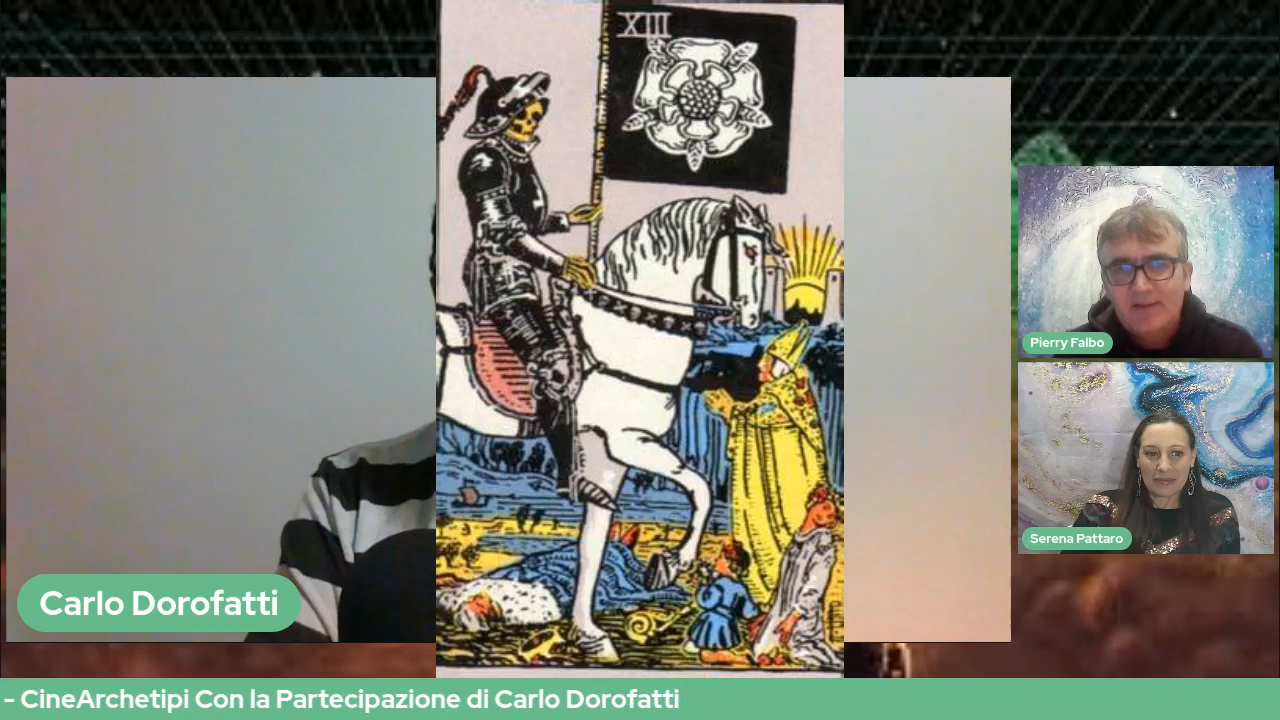 XIII
Pierry Falbo
Serena Pattaro
Carlo Dorofatti
- CineArchetipi Con la Partecipazione di Carlo Dorofatti